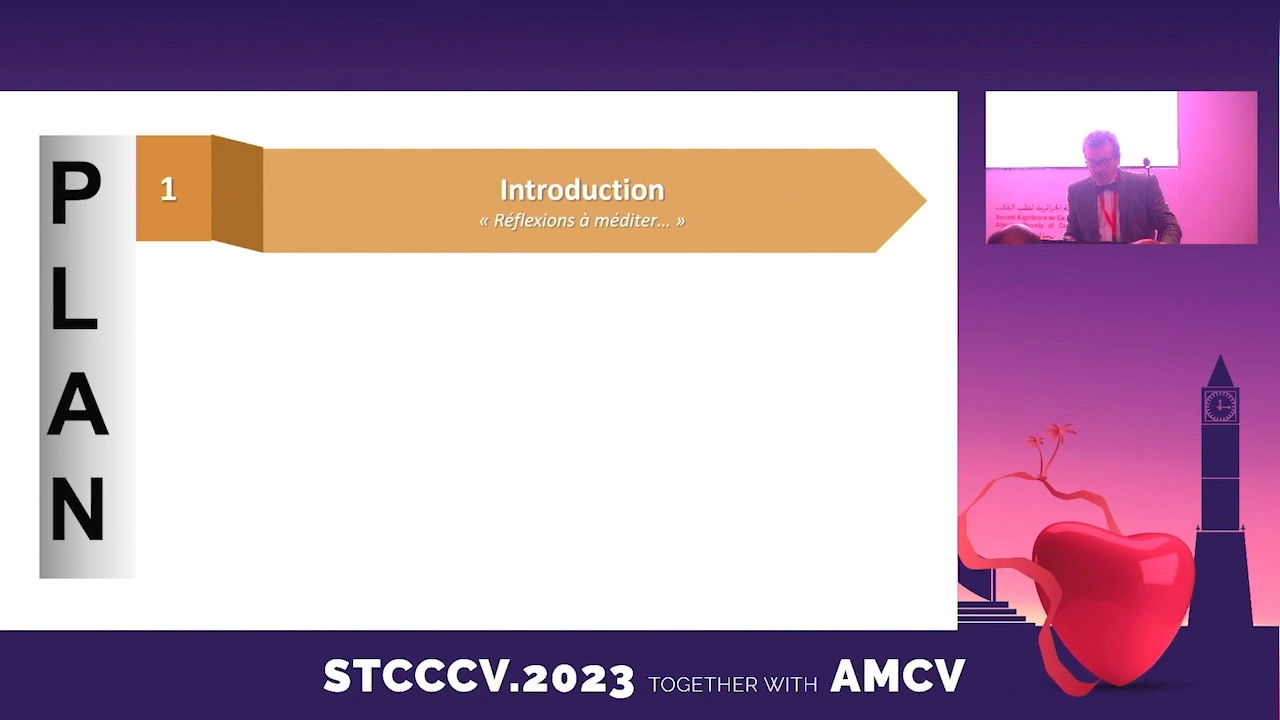 P
L
A
N
1
Introduction
« Réflexions à méditer... »
STCCCV.2023 TOGETHER WITH AMCV